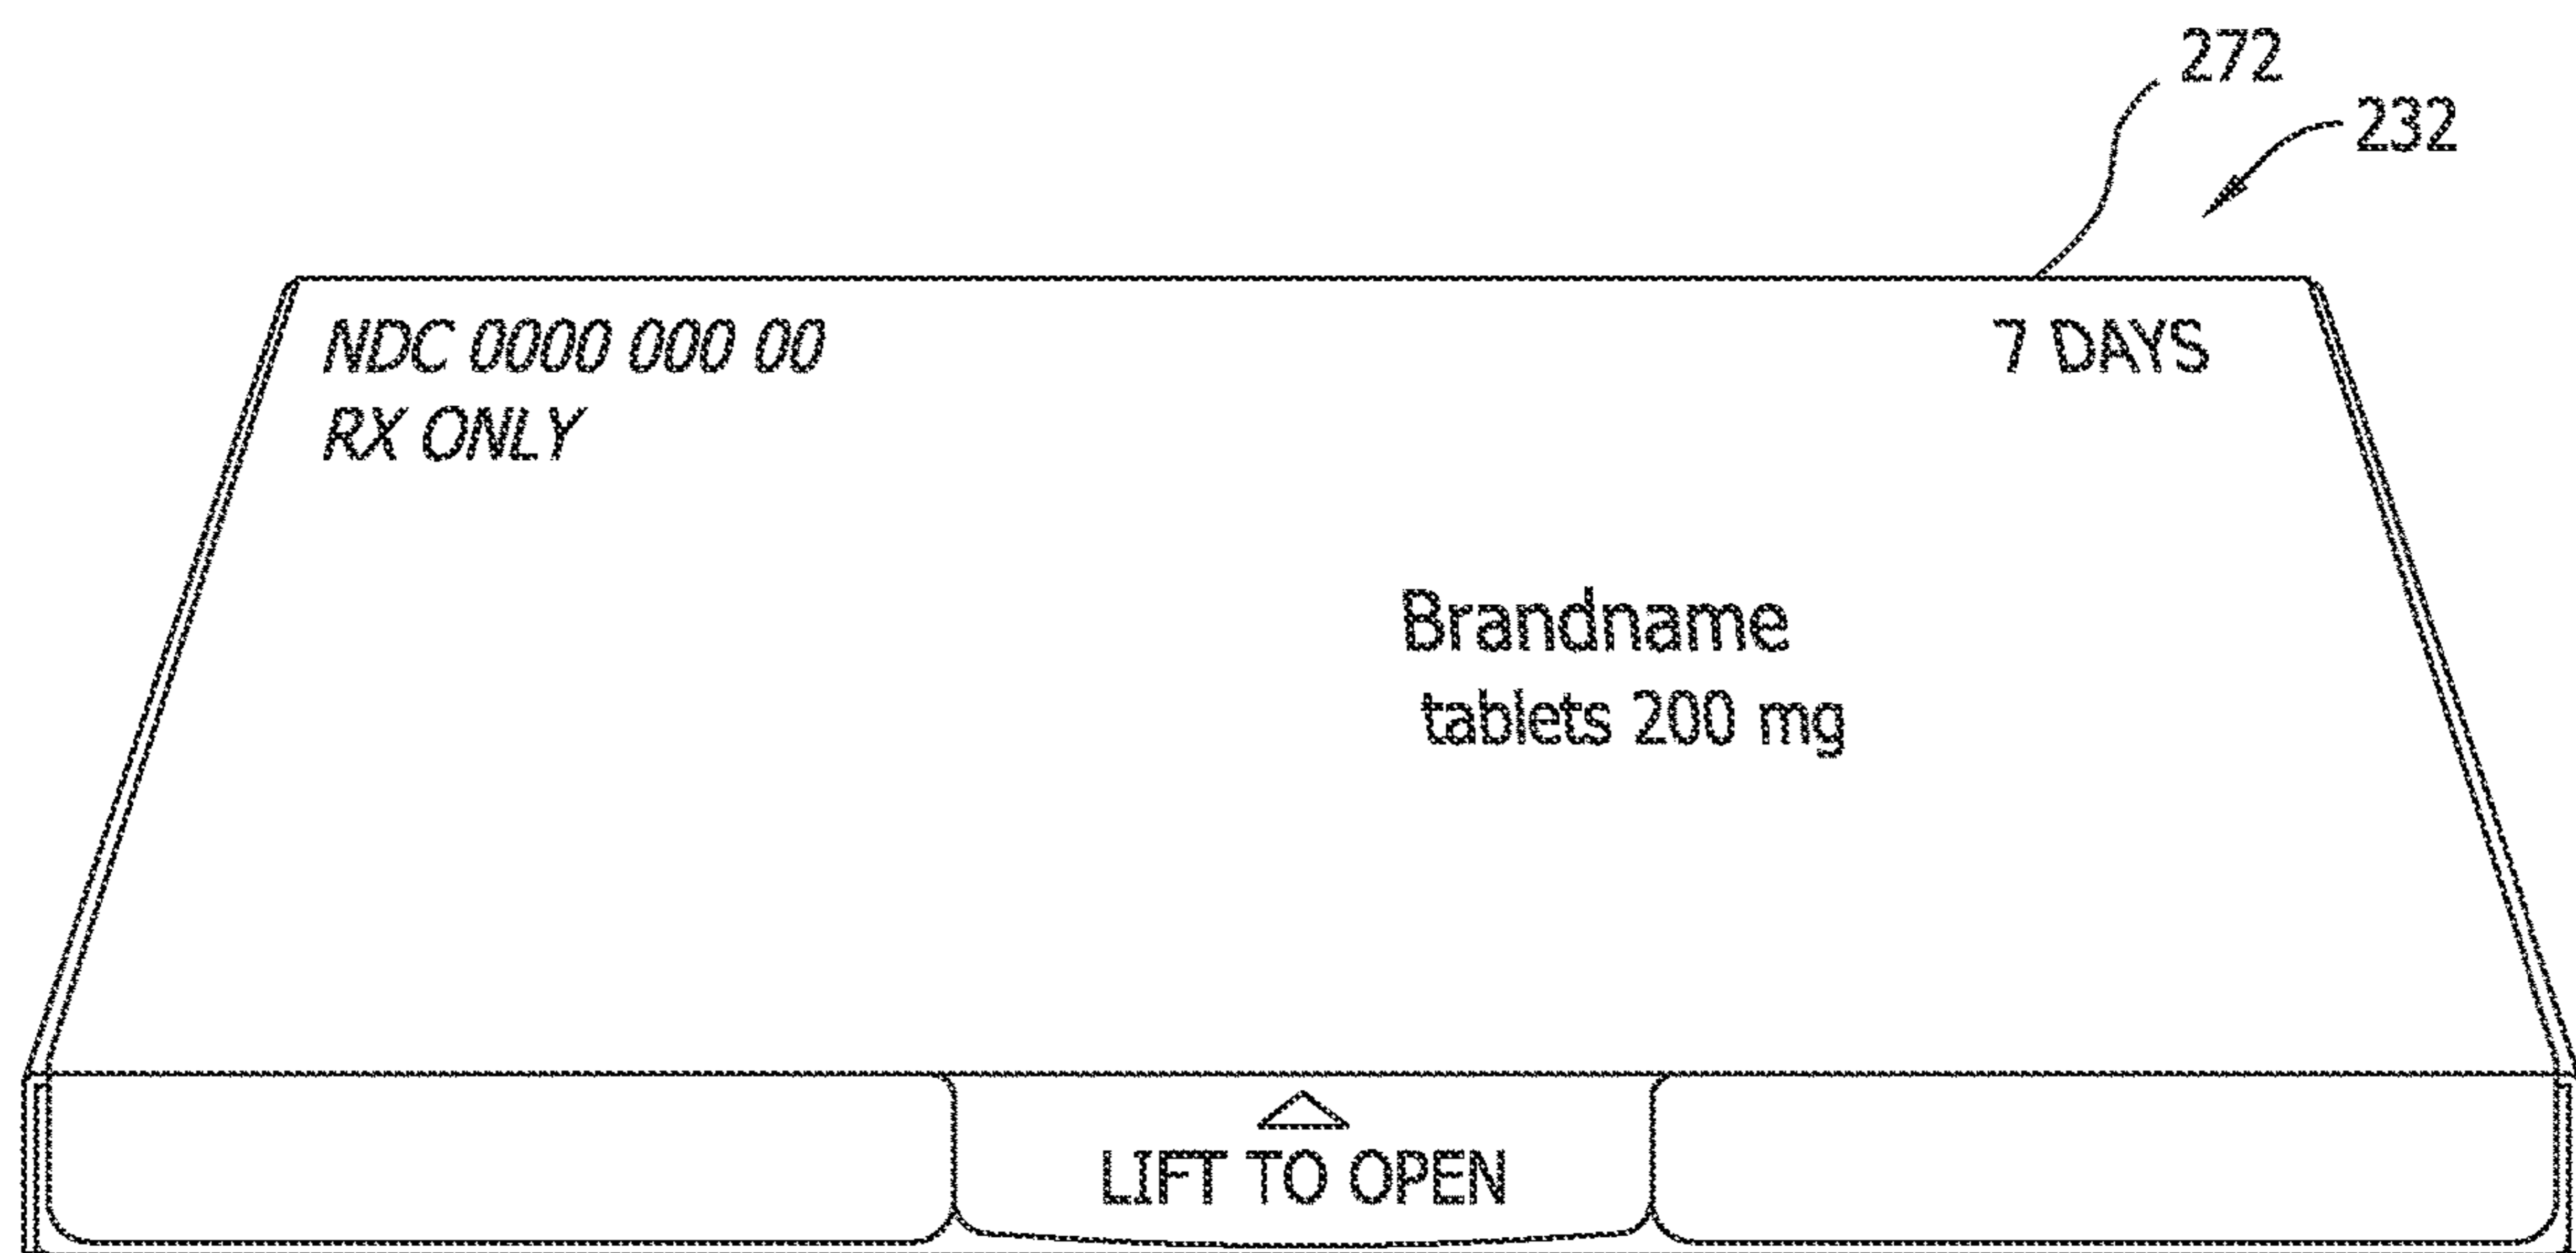 272
232
NDC 0000 000 00
7 DAYS
RX ONLY
Brandname
tablets 200 mg
LIFT TO OPEN